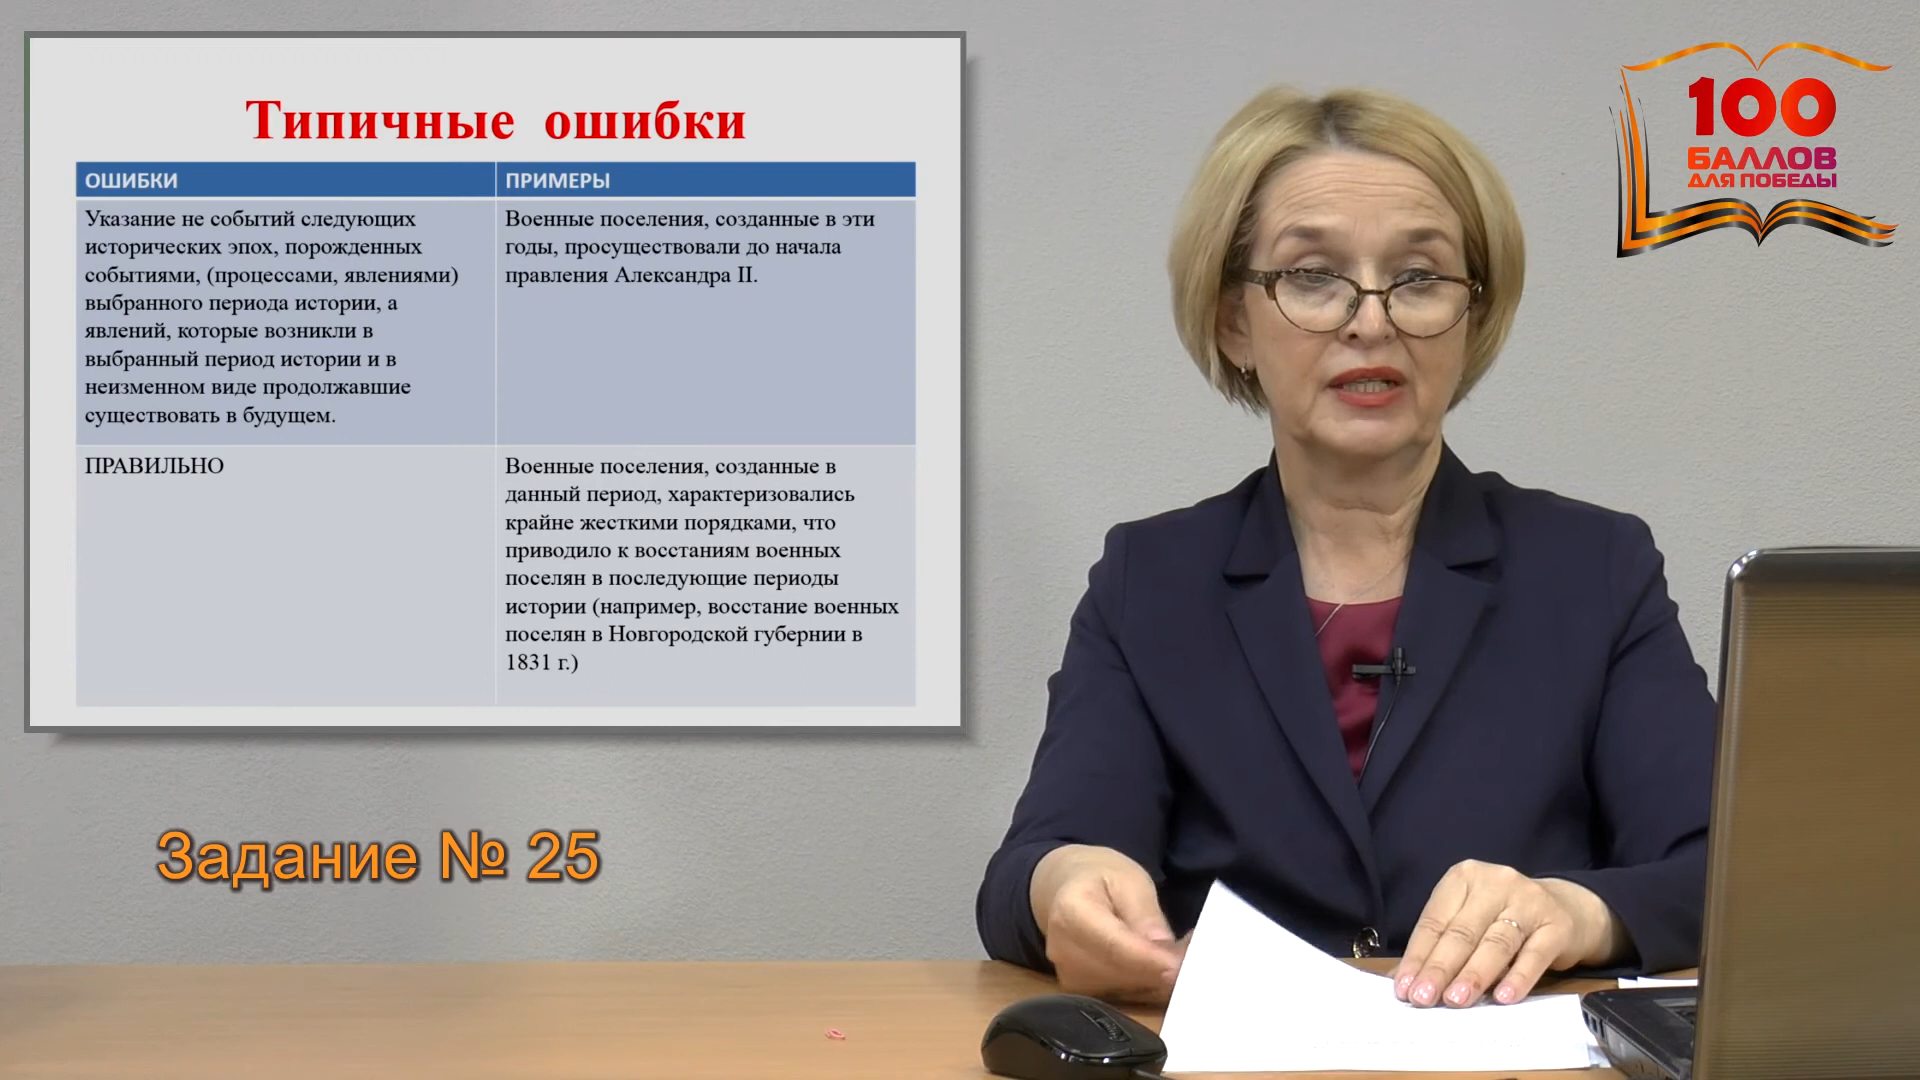 Типичные ошибки
ОШИБКИ
ПРИМЕРЫ
Указание не событий следующих
исторических эпох, порожденных
событиями, (процессами, явлениями)
выбранного периода истории, а
явлений, которые возникли в
выбранный период истории и в
неизменном виде продолжавшие
существовать в будущем.
Военные поселения, созданные в эти
годы, просуществовали до начала
правления Александра II.
ПРАВИЛЬНО
Военные поселения, созданные в
данный период, характеризовались
крайне жесткими порядками, что
приводило к восстаниям военных
поселян в последующие периоды
истории (например, восстание военных
поселян в Новгородской губернии в
1831 г.)
100
БАЛЛОВ
ДЛЯ ПОБЕДЫ
Задание № 25